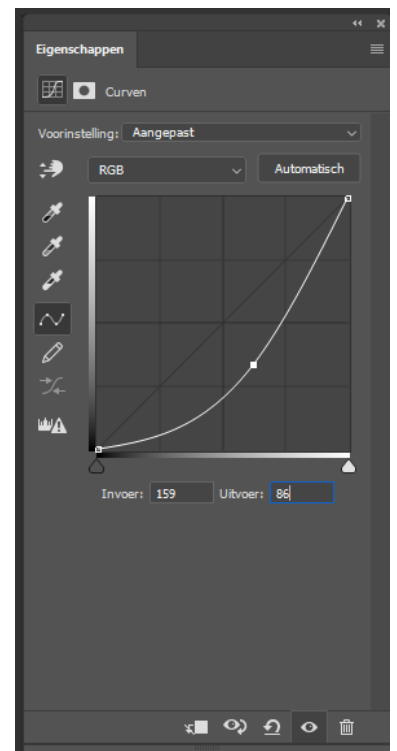 Eigenschappen
Curven
Voorinstelling: Aangepast
RGB Automatisch
Invoer: 159 Uitvoer: 86